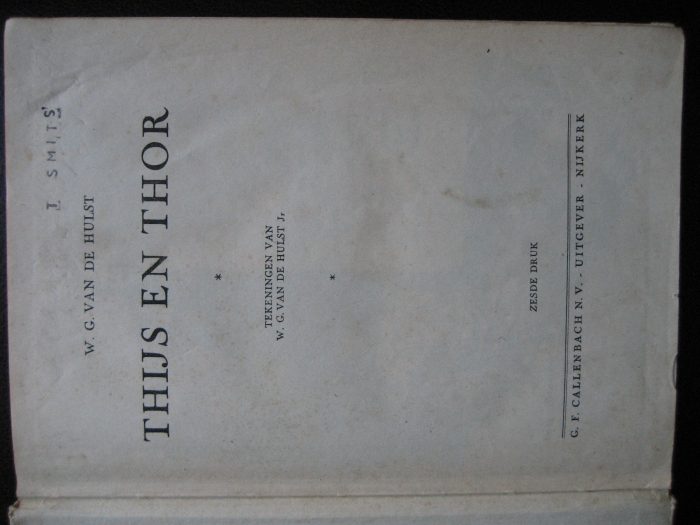 I SMITS
W. G. VAN DE HULST
THIJS EN THOR
*
TEKENINGEN VAN
W. G. VAN DE HULST Jr
*
ZESDE DRUK
G. F. CALLENBACH N.V. - UITGEVER - NIJKERK